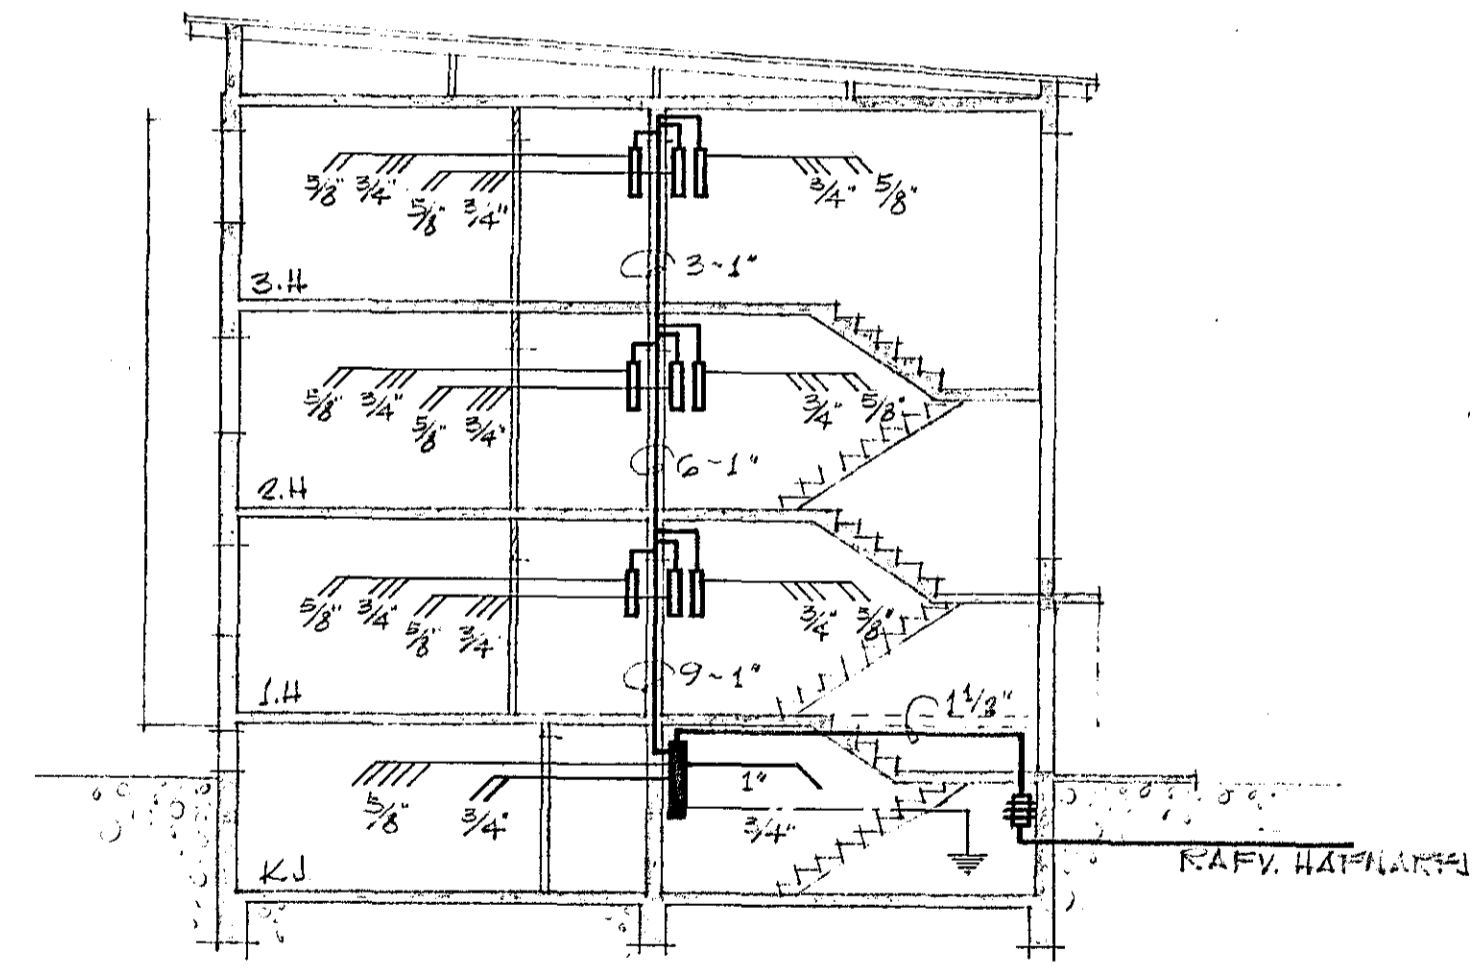 5/8" 3/4" 3/4" 5/8"
5/8" 3/4"
3~1"
3.H
5/8" 3/4" 3/4" 5/8"
5/8" 3/4"
6~1"
2.H
5/8" 3/4" 3/4" 5/8"
5/8" 3/4"
9~1"
1.H
1 1/2"
5/8" 3/4" 1"
3/4"
KJ
RAFV. HAFNARFJ